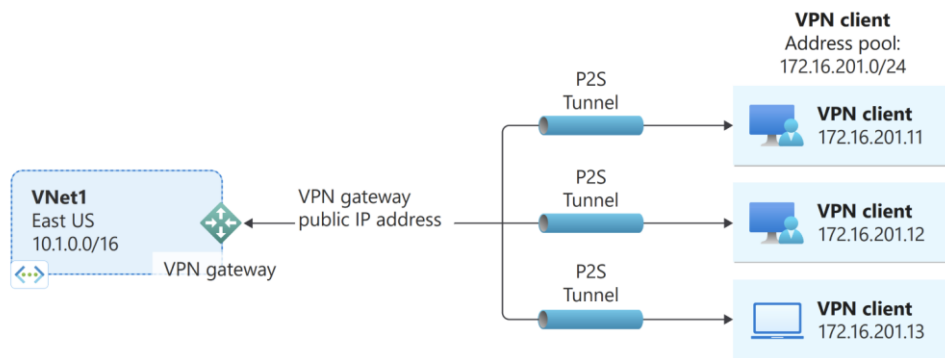 VPN client
Address pool:
172.16.201.0/24
P2S
Tunnel
VPN client
172.16.201.11
VNet1
East US
10.1.0.0/16
VPN gateway
VPN gateway
public IP address
P2S
Tunnel
VPN client
172.16.201.12
P2S
Tunnel
VPN client
172.16.201.13